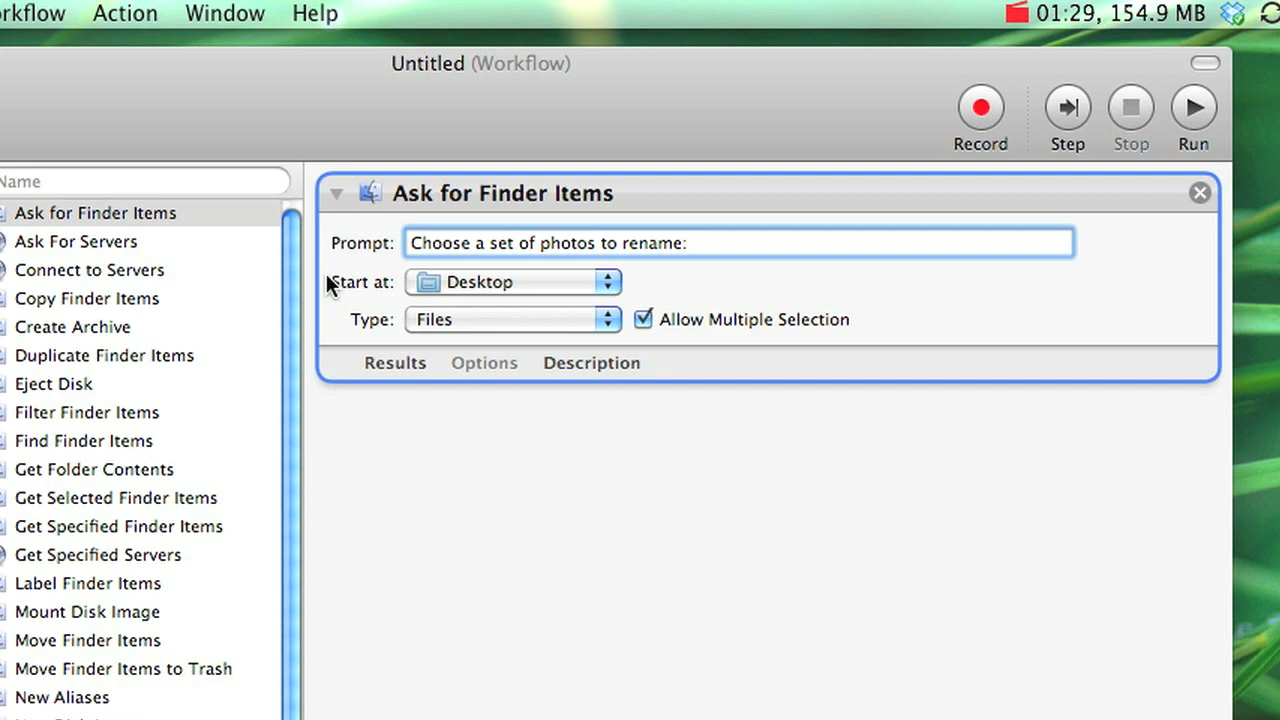 rkflow Action Window Help 01:29, 154.9 MB
Untitled (Workflow)
Record Step Stop Run
Name
Ask for Finder Items
Ask For Servers
Connect to Servers
Copy Finder Items
Create Archive
Duplicate Finder Items
Eject Disk
Filter Finder Items
Find Finder Items
Get Folder Contents
Get Selected Finder Items
Get Specified Finder Items
Get Specified Servers
Label Finder Items
Mount Disk Image
Move Finder Items
Move Finder Items to Trash
New Aliases
Ask for Finder Items
Prompt: Choose a set of photos to rename:
Start at: Desktop
Type: Files Allow Multiple Selection
Results Options Description